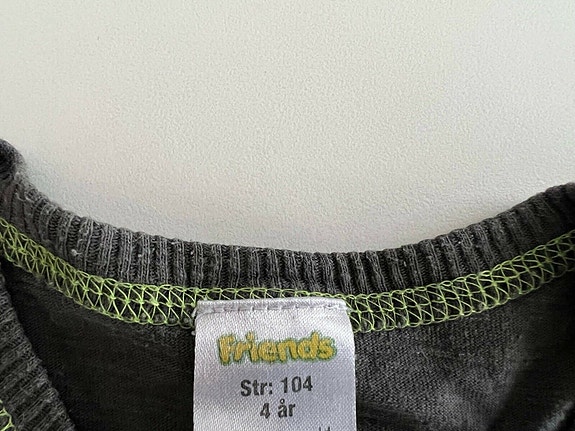 Friends
Str: 104
4 år